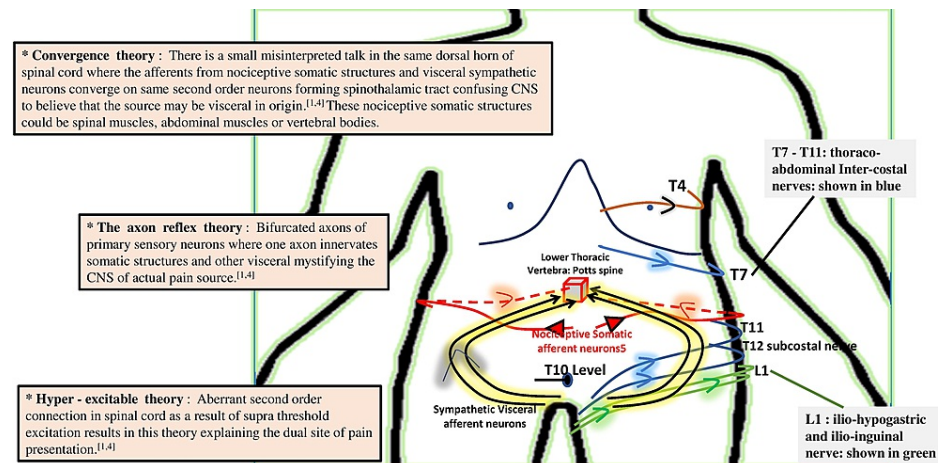 * Convergence theory : There is a small misinterpreted talk in the same dorsal horn of
spinal cord where the afferents from nociceptive somatic structures and visceral sympathetic
neurons converge on same second order neurons forming spinothalamic tract confusing CNS
to believe that the source may be visceral in origin.[1,4] These nociceptive somatic structures
could be spinal muscles, abdominal muscles or vertebral bodies.
T7 - T11: thoraco-
abdominal Inter-costal
nerves: shown in blue
T4
* The axon reflex theory : Bifurcated axons of
primary sensory neurons where one axon innervates
somatic structures and other visceral mystifying the
CNS of actual pain source.[1,4]
Lower Thoracic
Vertebra: Potts spine
T7
Nociceptive Somatic
afferent neurons5
T11
T12 subcostal nerve
T10 Level
L1
* Hyper - excitable theory : Aberrant second order
connection in spinal cord as a result of supra threshold
excitation results in this theory explaining the dual site of pain
presentation.[1,4]
Sympathetic Visceral
afferent neurons
L1 : ilio-hypogastric
and ilio-inguinal
nerve: shown in green